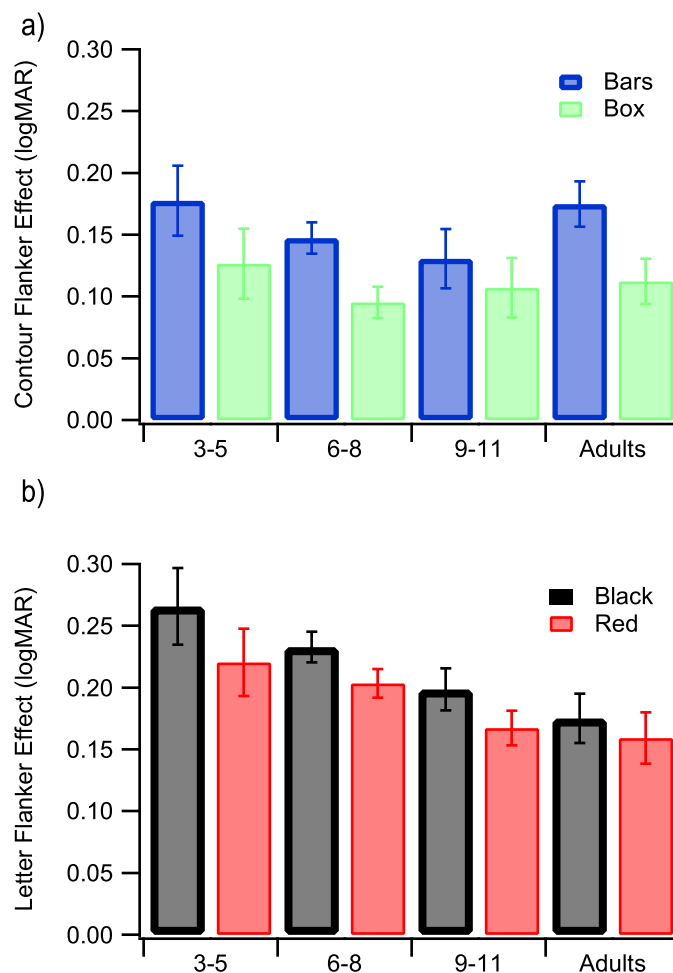 a)
Contour Flanker Effect (logMAR)
0.30
0.25
0.20
0.15
0.10
0.05
0.00
Bars
Box
3-5 6-8 9-11 Adults
b)
Letter Flanker Effect (logMAR)
0.30
0.25
0.20
0.15
0.10
0.05
0.00
Black
Red
3-5 6-8 9-11 Adults